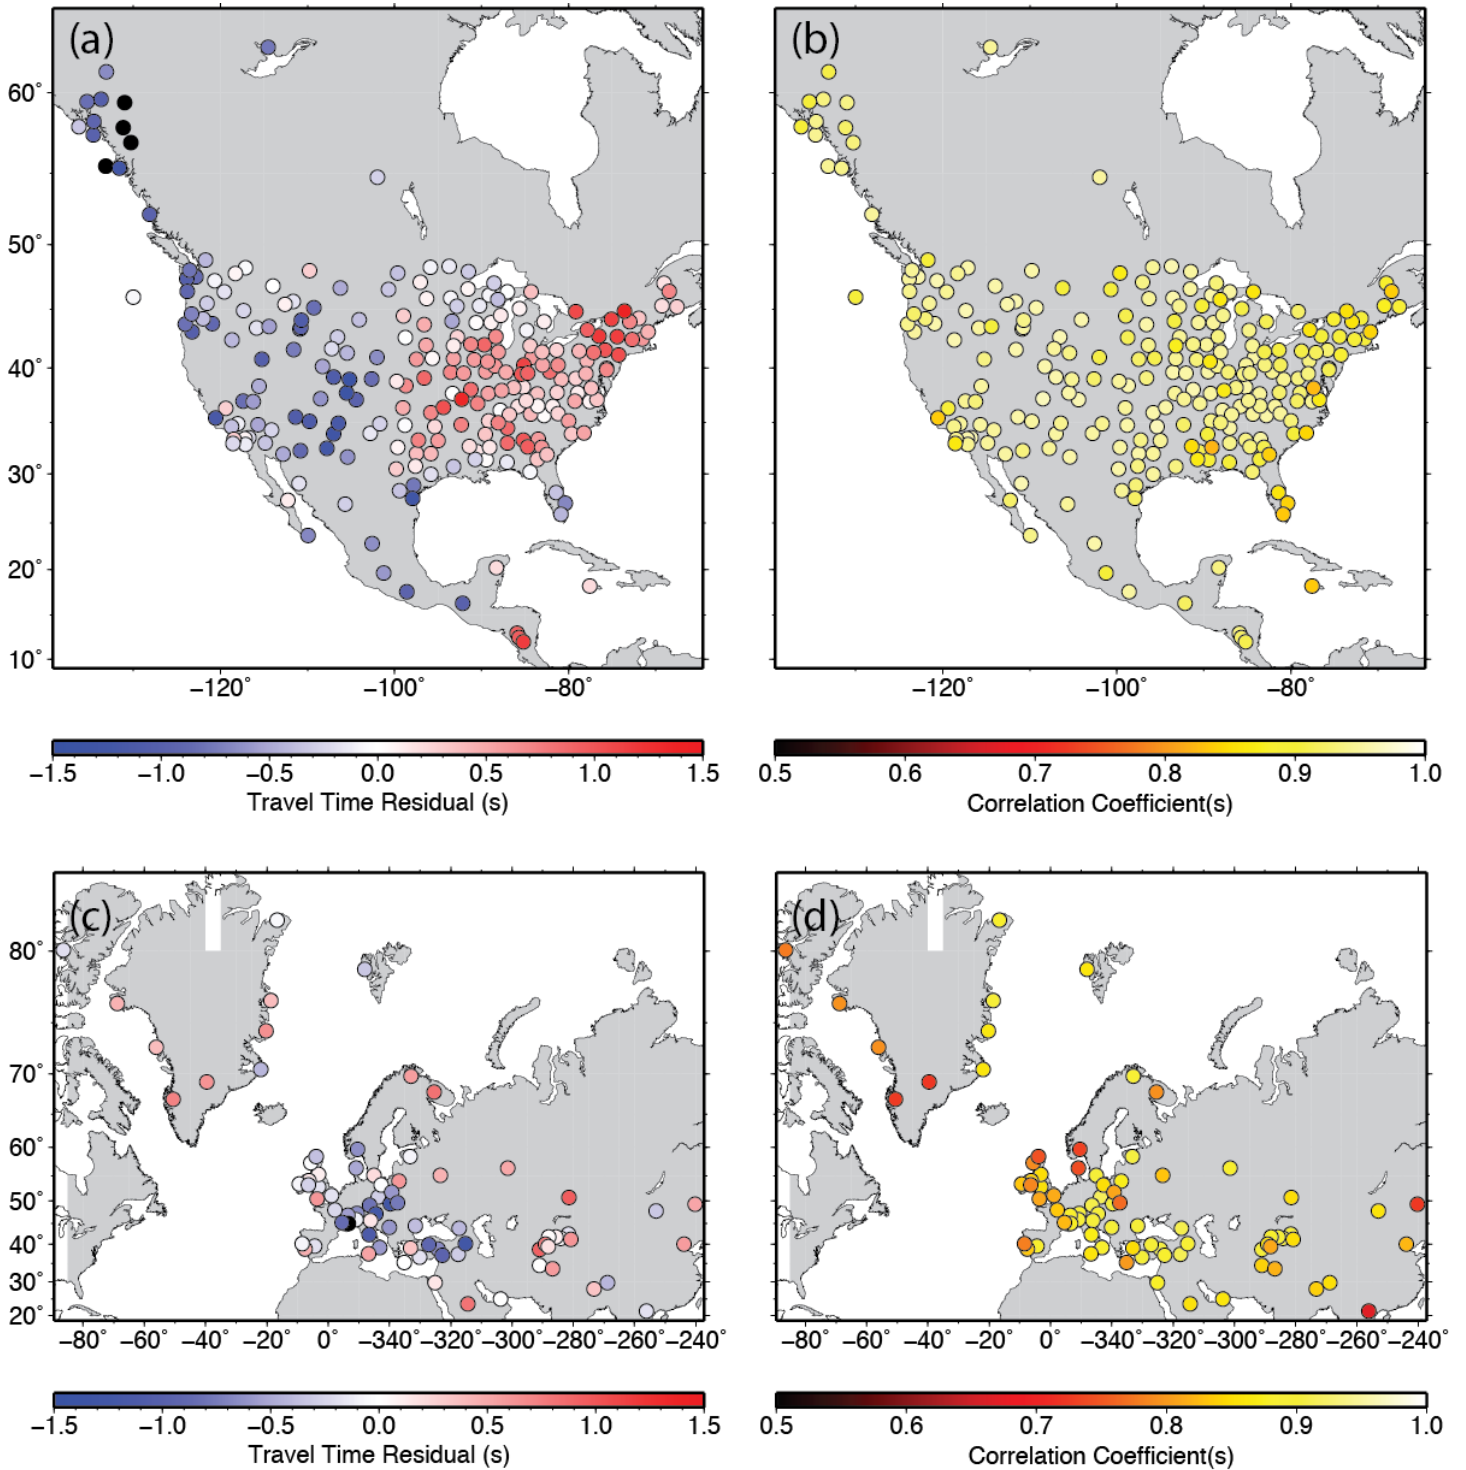 (a)
(b)
60°
50°
40°
30°
20°
10°
−120° −100° −80°
−120° −100° −80°
−1.5 −1.0 −0.5 0.0 0.5 1.0 1.5
Travel Time Residual (s)
0.5 0.6 0.7 0.8 0.9 1.0
Correlation Coefficient(s)
(c)
(d)
80°
70°
60°
50°
40°
30°
20°
−80° −60° −40° −20° 0° −340° −320° −300° −280° −260° −240°
−80° −60° −40° −20° 0° −340° −320° −300° −280° −260° −240°
−1.5 −1.0 −0.5 0.0 0.5 1.0 1.5
Travel Time Residual (s)
0.5 0.6 0.7 0.8 0.9 1.0
Correlation Coefficient(s)